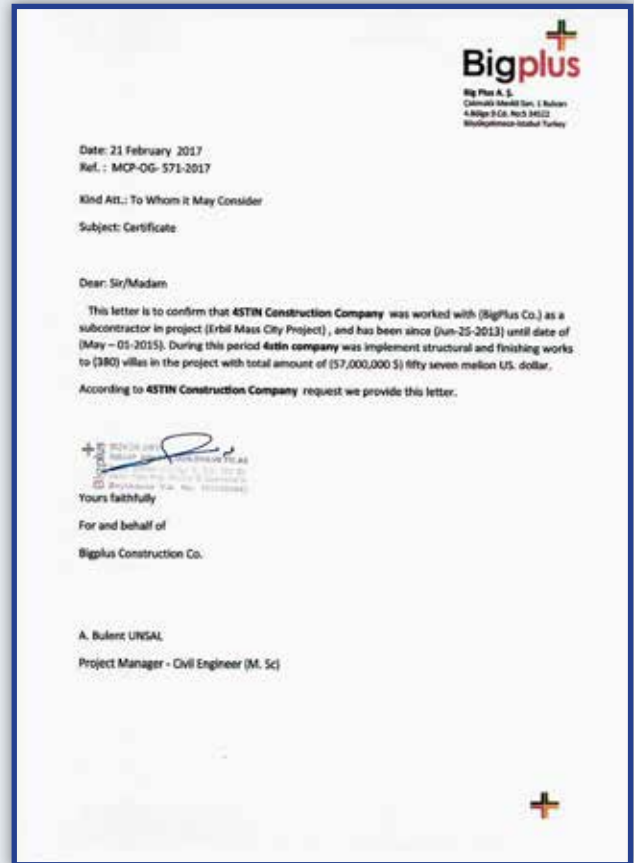 Bigplus
Big Plus A. Ş.
Date: 21 February 2017
Ref. : MCP-OG- 571-2017
Kind Att.: To Whom it May Consider
Subject: Certificate
Dear: Sir/Madam
This letter is to confirm that 4STIN Construction Company was worked with (BigPlus Co.) as a
subcontractor in project (Erbil Mass City Project) , and has been since (Jun-25-2013) until date of
(May – 01-2015). During this period 4stin company was implement structural and finishing works
to (380) villas in the project with total amount of (57,000,000 $) fifty seven melion US. dollar.
According to 4STIN Construction Company request we provide this letter.
Bigplus
Yours faithfully
For and behalf of
Bigplus Construction Co.
A. Bulent UNSAL
Project Manager - Civil Engineer (M. Sc)